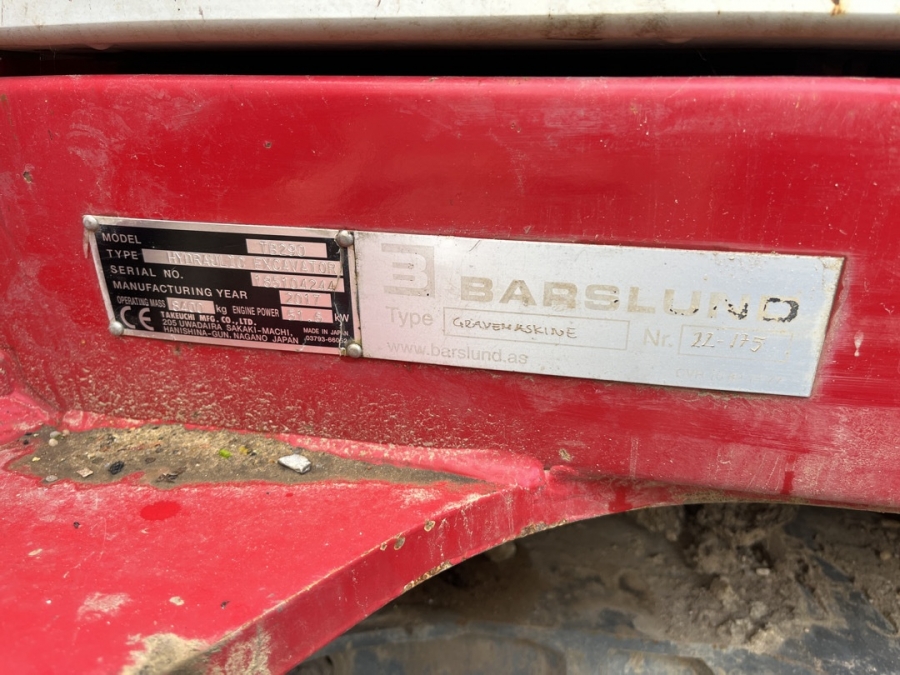 MODEL
TYPE HYDRAULIC EXCAVATOR
SERIAL NO.
MANUFACTURING YEAR 2017
OPERATING MASS kg ENGINE POWER kW
CE TAKEUCHI MFG. CO., LTD.
205 UWADAIRA SAKAKI-MACHI, MADE IN JAPAN
HANISHINA-GUN, NAGANO JAPAN
B BARSLUND
Type GRAVEMASKINE Nr. 22-175
www.barslund.as